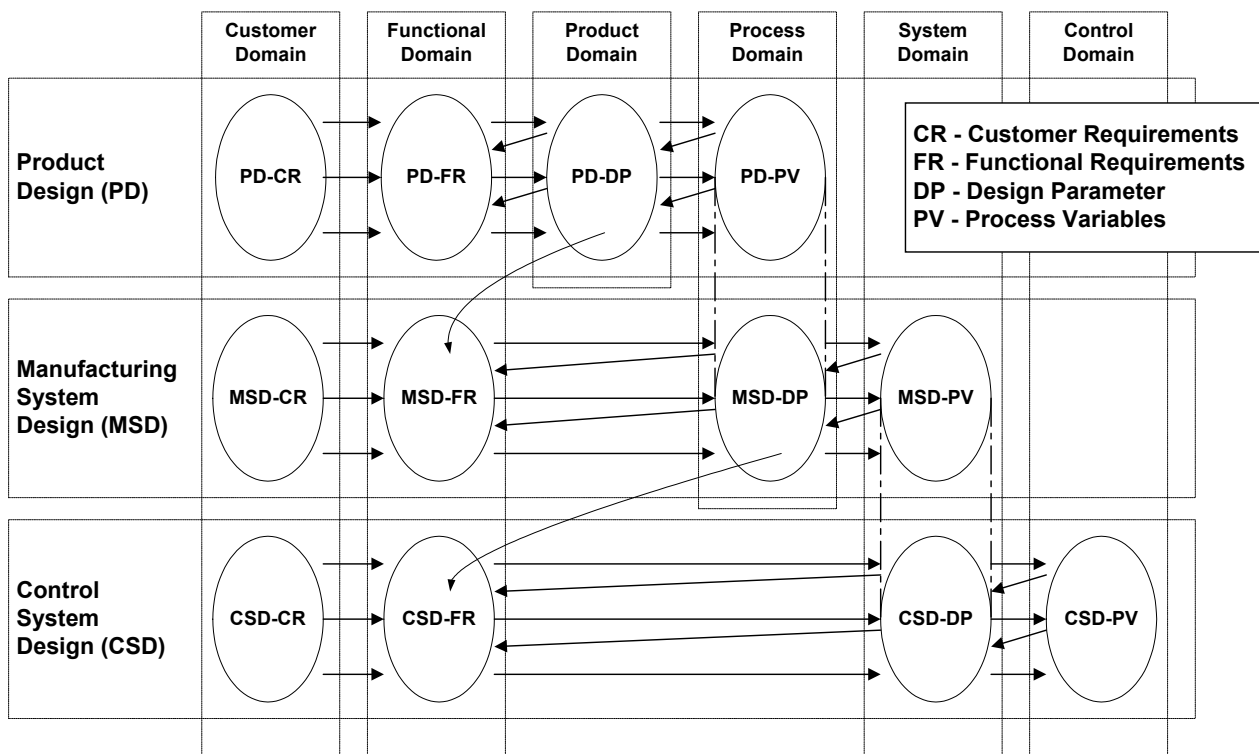 Customer
Domain
Functional
Domain
Product
Domain
Process
Domain
System
Domain
Control
Domain
Product
Design (PD)
PD-CR
PD-FR
PD-DP
PD-PV
CR - Customer Requirements
FR - Functional Requirements
DP - Design Parameter
PV - Process Variables
Manufacturing
System
Design (MSD)
MSD-CR
MSD-FR
MSD-DP
MSD-PV
Control
System
Design (CSD)
CSD-CR
CSD-FR
CSD-DP
CSD-PV